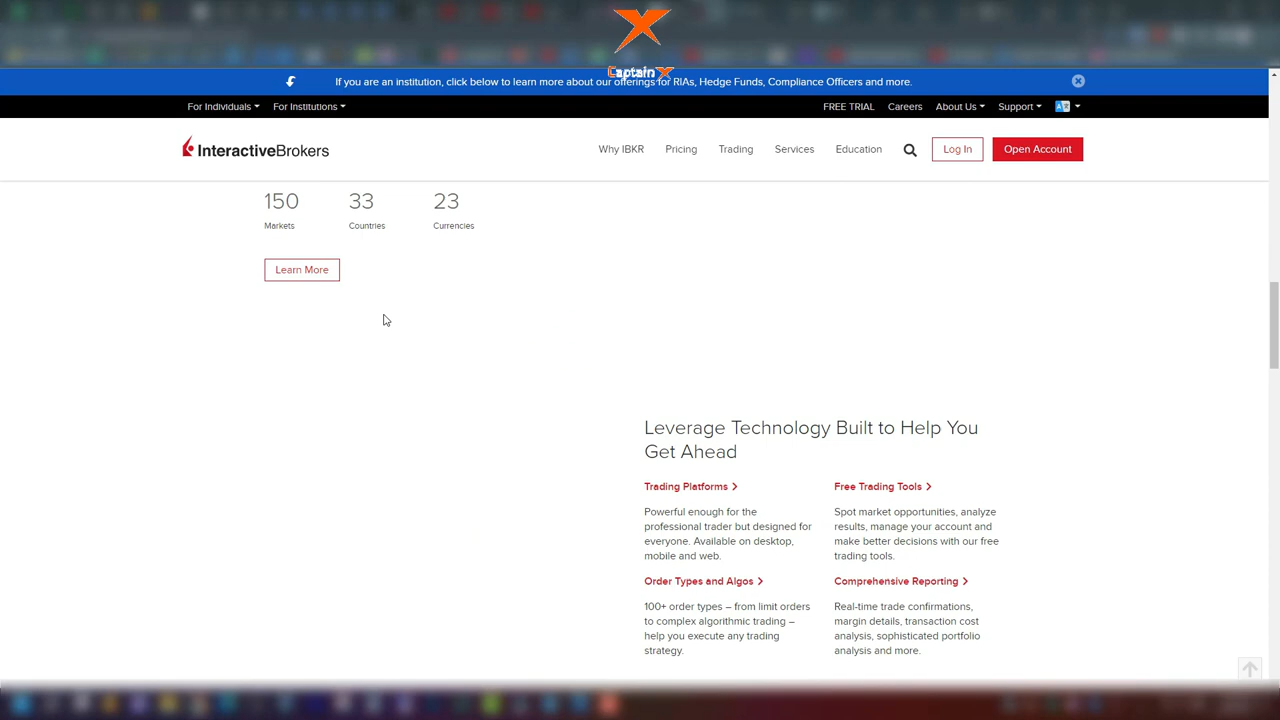 Captain X
If you are an institution, click below to learn more about our offerings for RIAs, Hedge Funds, Compliance Officers and more.
For Individuals For Institutions FREE TRIAL Careers About Us Support
InteractiveBrokers Why IBKR Pricing Trading Services Education Log In Open Account
150 33 23
Markets Countries Currencies
Learn More
Leverage Technology Built to Help You
Get Ahead
Trading Platforms
Powerful enough for the
professional trader but designed for
everyone. Available on desktop,
mobile and web.
Free Trading Tools
Spot market opportunities, analyze
results, manage your account and
make better decisions with our free
trading tools.
Order Types and Algos
100+ order types – from limit orders
to complex algorithmic trading –
help you execute any trading
strategy.
Comprehensive Reporting
Real-time trade confirmations,
margin details, transaction cost
analysis, sophisticated portfolio
analysis and more.